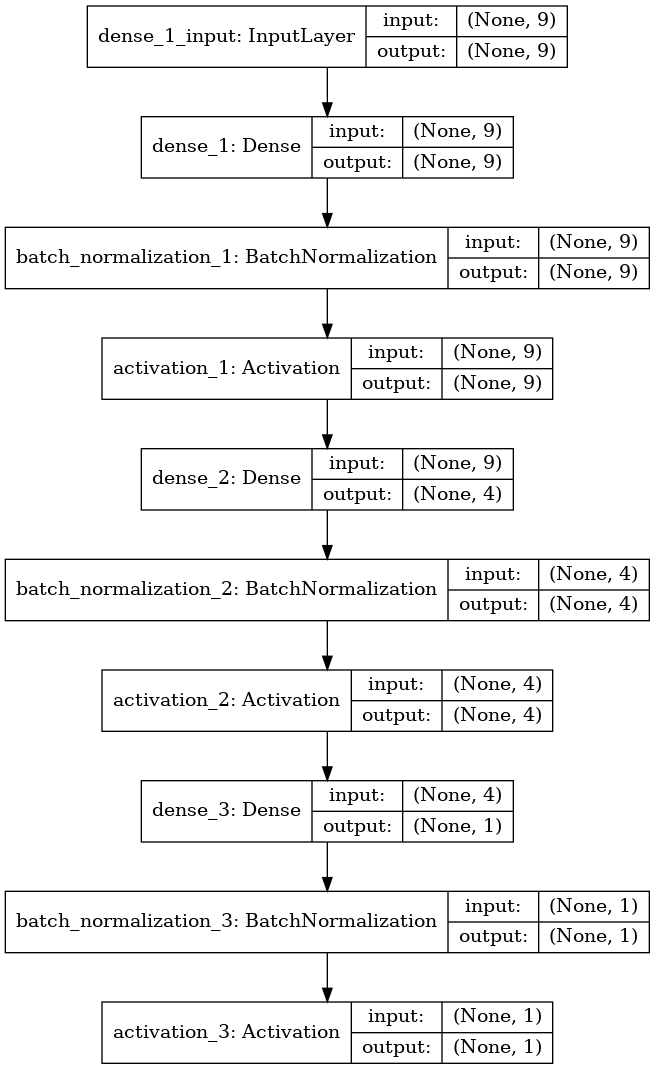 dense_1_input: InputLayer input: (None, 9)
output: (None, 9)
dense_1: Dense input: (None, 9)
output: (None, 9)
batch_normalization_1: BatchNormalization input: (None, 9)
output: (None, 9)
activation_1: Activation input: (None, 9)
output: (None, 9)
dense_2: Dense input: (None, 9)
output: (None, 4)
batch_normalization_2: BatchNormalization input: (None, 4)
output: (None, 4)
activation_2: Activation input: (None, 4)
output: (None, 4)
dense_3: Dense input: (None, 4)
output: (None, 1)
batch_normalization_3: BatchNormalization input: (None, 1)
output: (None, 1)
activation_3: Activation input: (None, 1)
output: (None, 1)